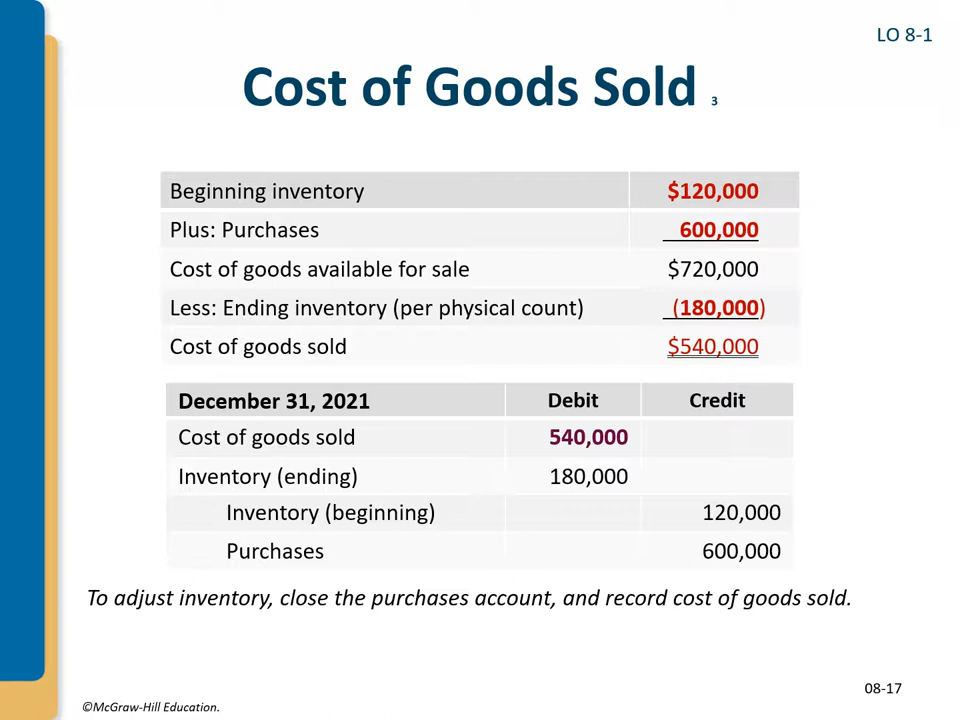 LO 8-1
Cost of Goods Sold 3
Beginning inventory $120,000
Plus: Purchases 600,000
Cost of goods available for sale $720,000
Less: Ending inventory (per physical count) (180,000)
Cost of goods sold $540,000
December 31, 2021 Debit Credit
Cost of goods sold 540,000
Inventory (ending) 180,000
Inventory (beginning) 120,000
Purchases 600,000
To adjust inventory, close the purchases account, and record cost of goods sold.
08-17
©McGraw-Hill Education.